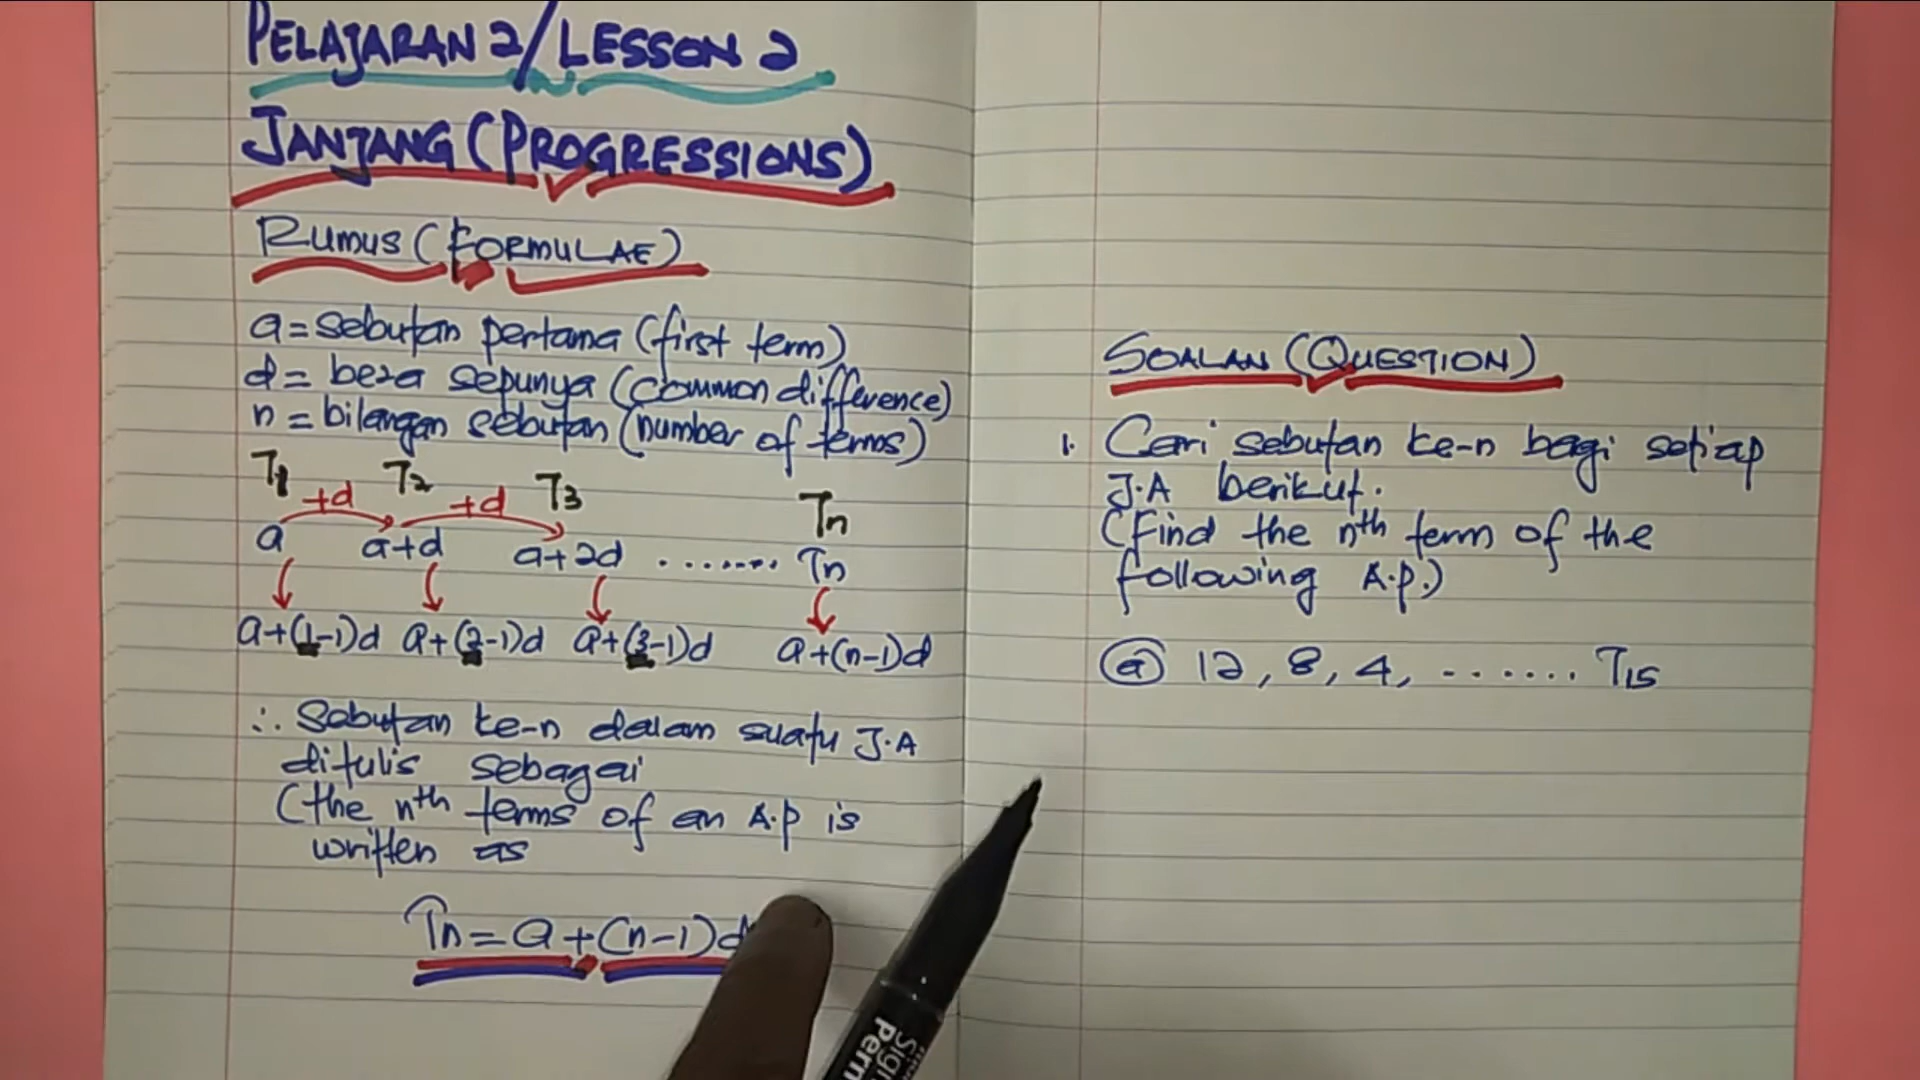 PELAJARAN 2/LESSON 2
JANJANG (PROGRESSIONS)
RUMUS (FORMULAE)
a = sebutan pertama (first term)
d = beza sepunya (common difference)
n = bilangan sebutan (number of terms)
T1 T2 T3 Tn
+d +d
a a+d a+2d ........ Tn
a+(1-1)d a+(2-1)d a+(3-1)d a+(n-1)d
∴ Sebutan ke-n dalam suatu J.A
ditulis sebagai
(the nth terms of an A.P is
written as
Tn = a + (n-1)d
SOALAN (QUESTION)
1. Cari sebutan ke-n bagi setiap
J.A berikut.
(Find the nth term of the
following A.P.)
(a) 12, 8, 4, ....... T15
Sign
Perm